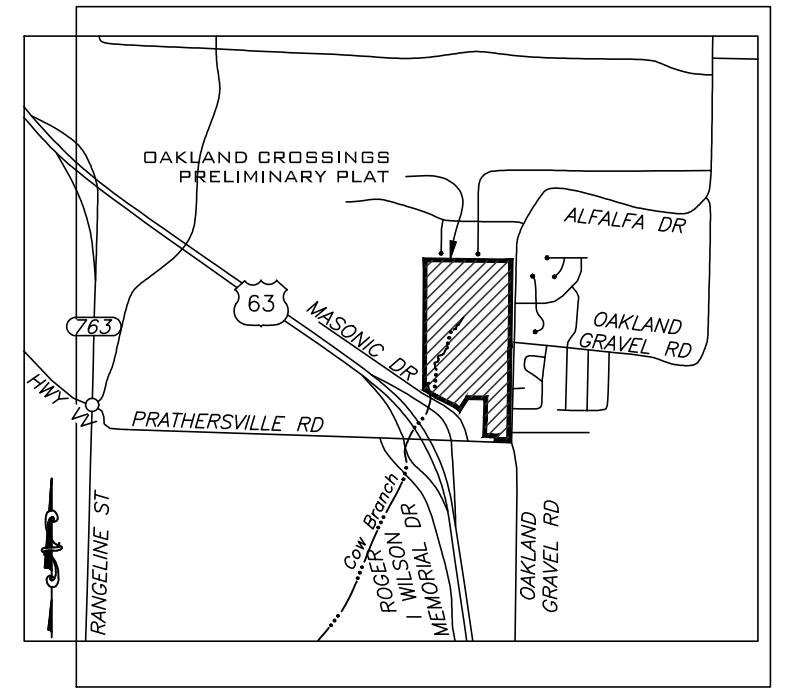 OAKLAND CROSSINGS
PRELIMINARY PLAT
ALFALFA DR
63
763
MASONIC DR
OAKLAND
GRAVEL RD
HWY VV
PRATHERSVILLE RD
RANGELINE ST
Cow Branch
ROGER
I WILSON
MEMORIAL DR
OAKLAND
GRAVEL RD